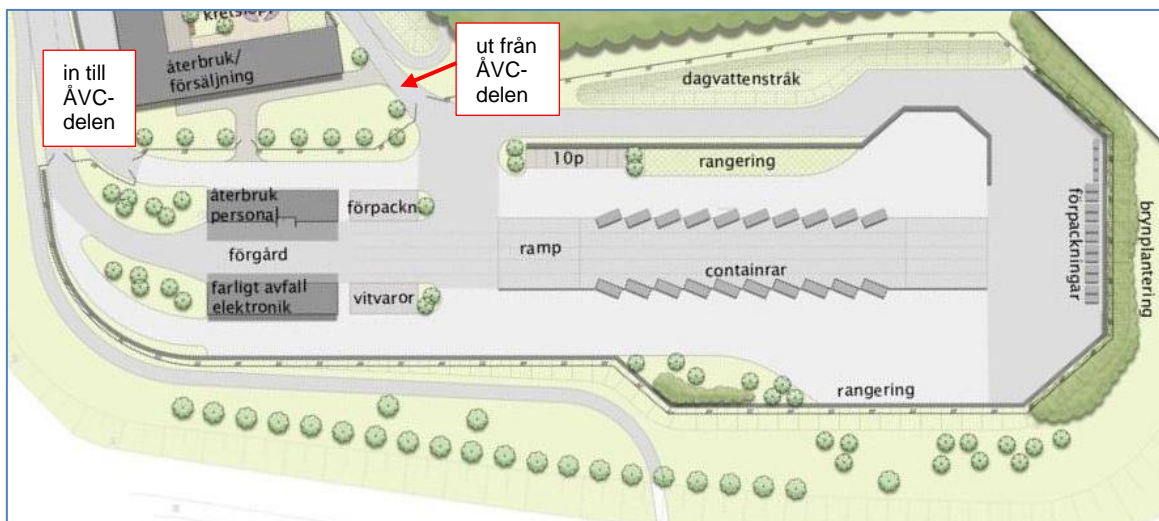 kretslopp
in till
ÅVC-
delen
återbruk/
försäljning
ut från
ÅVC-
delen
dagvattenstråk
10p
rangering
återbruk
personal
förpackn
förgård
ramp
containrar
farligt avfall
elektronik
vitvaror
rangering
förpackningar
brynplantering